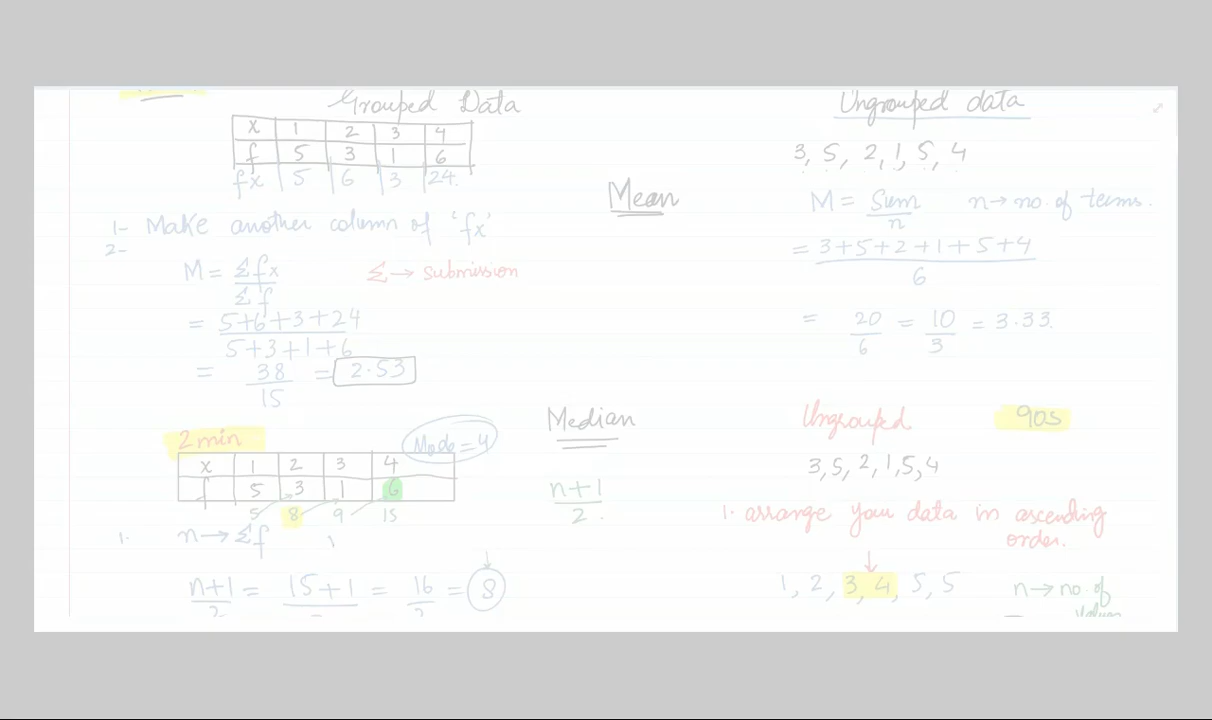 Grouped Data
x 1 2 3 4
f 5 3 1 6
fx 5 6 3 24.
1- Make another column of 'fx'
2-
M = Σfx / Σf
Σ → submission
= 5+6+3+24 / 5+3+1+6
= 38 / 15 = 2.53
Mean
Ungrouped data
3, 5, 2, 1, 5, 4
M = Sum / n n → no. of terms.
= 3+5+2+1+5+4 / 6
= 20 / 6 = 10 / 3 = 3.33.
2 min
Mode = 4
x 1 2 3 4
f 5 3 1 6
5 8 9 15
1. n → Σf
n+1 / 2 = 15+1 / = 16 / 2 = 8
Median
n+1 / 2.
Ungrouped
90s
3, 5, 2, 1, 5, 4
1. arrange your data in ascending
order.
1, 2, 3, 4, 5, 5
n → no. of
values